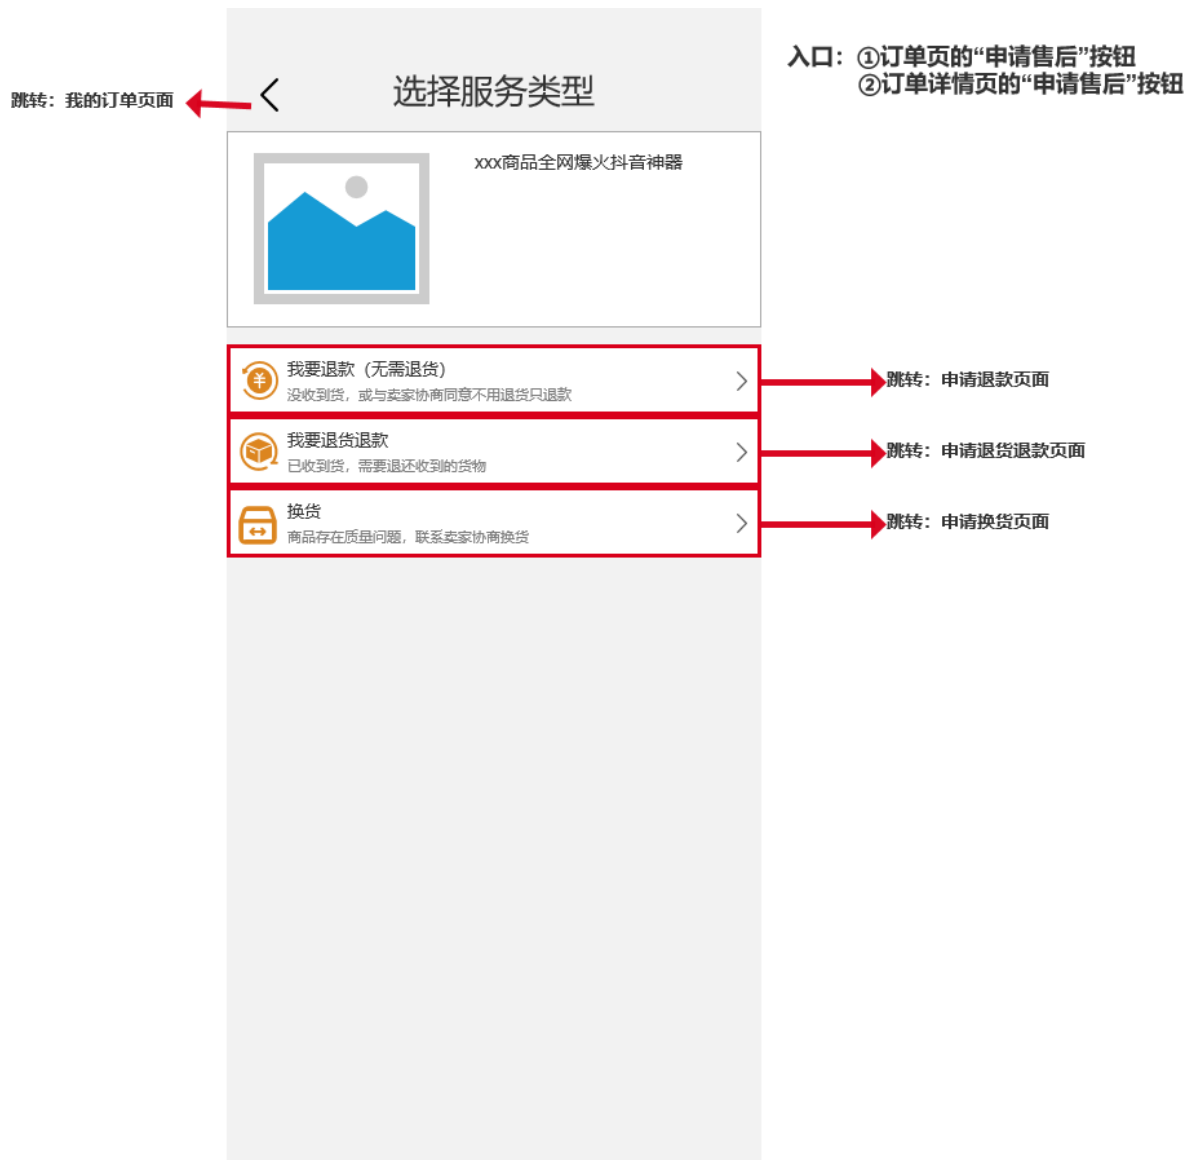 入口：①订单页的“申请售后”按钮
②订单详情页的“申请售后”按钮
跳转：我的订单页面
选择服务类型
xxx商品全网爆火抖音神器
我要退款（无需退货）
没收到货，或与卖家协商同意不用退货只退款
跳转：申请退款页面
我要退货退款
已收到货，需要退还收到的货物
跳转：申请退货退款页面
换货
商品存在质量问题，联系卖家协商换货
跳转：申请换货页面